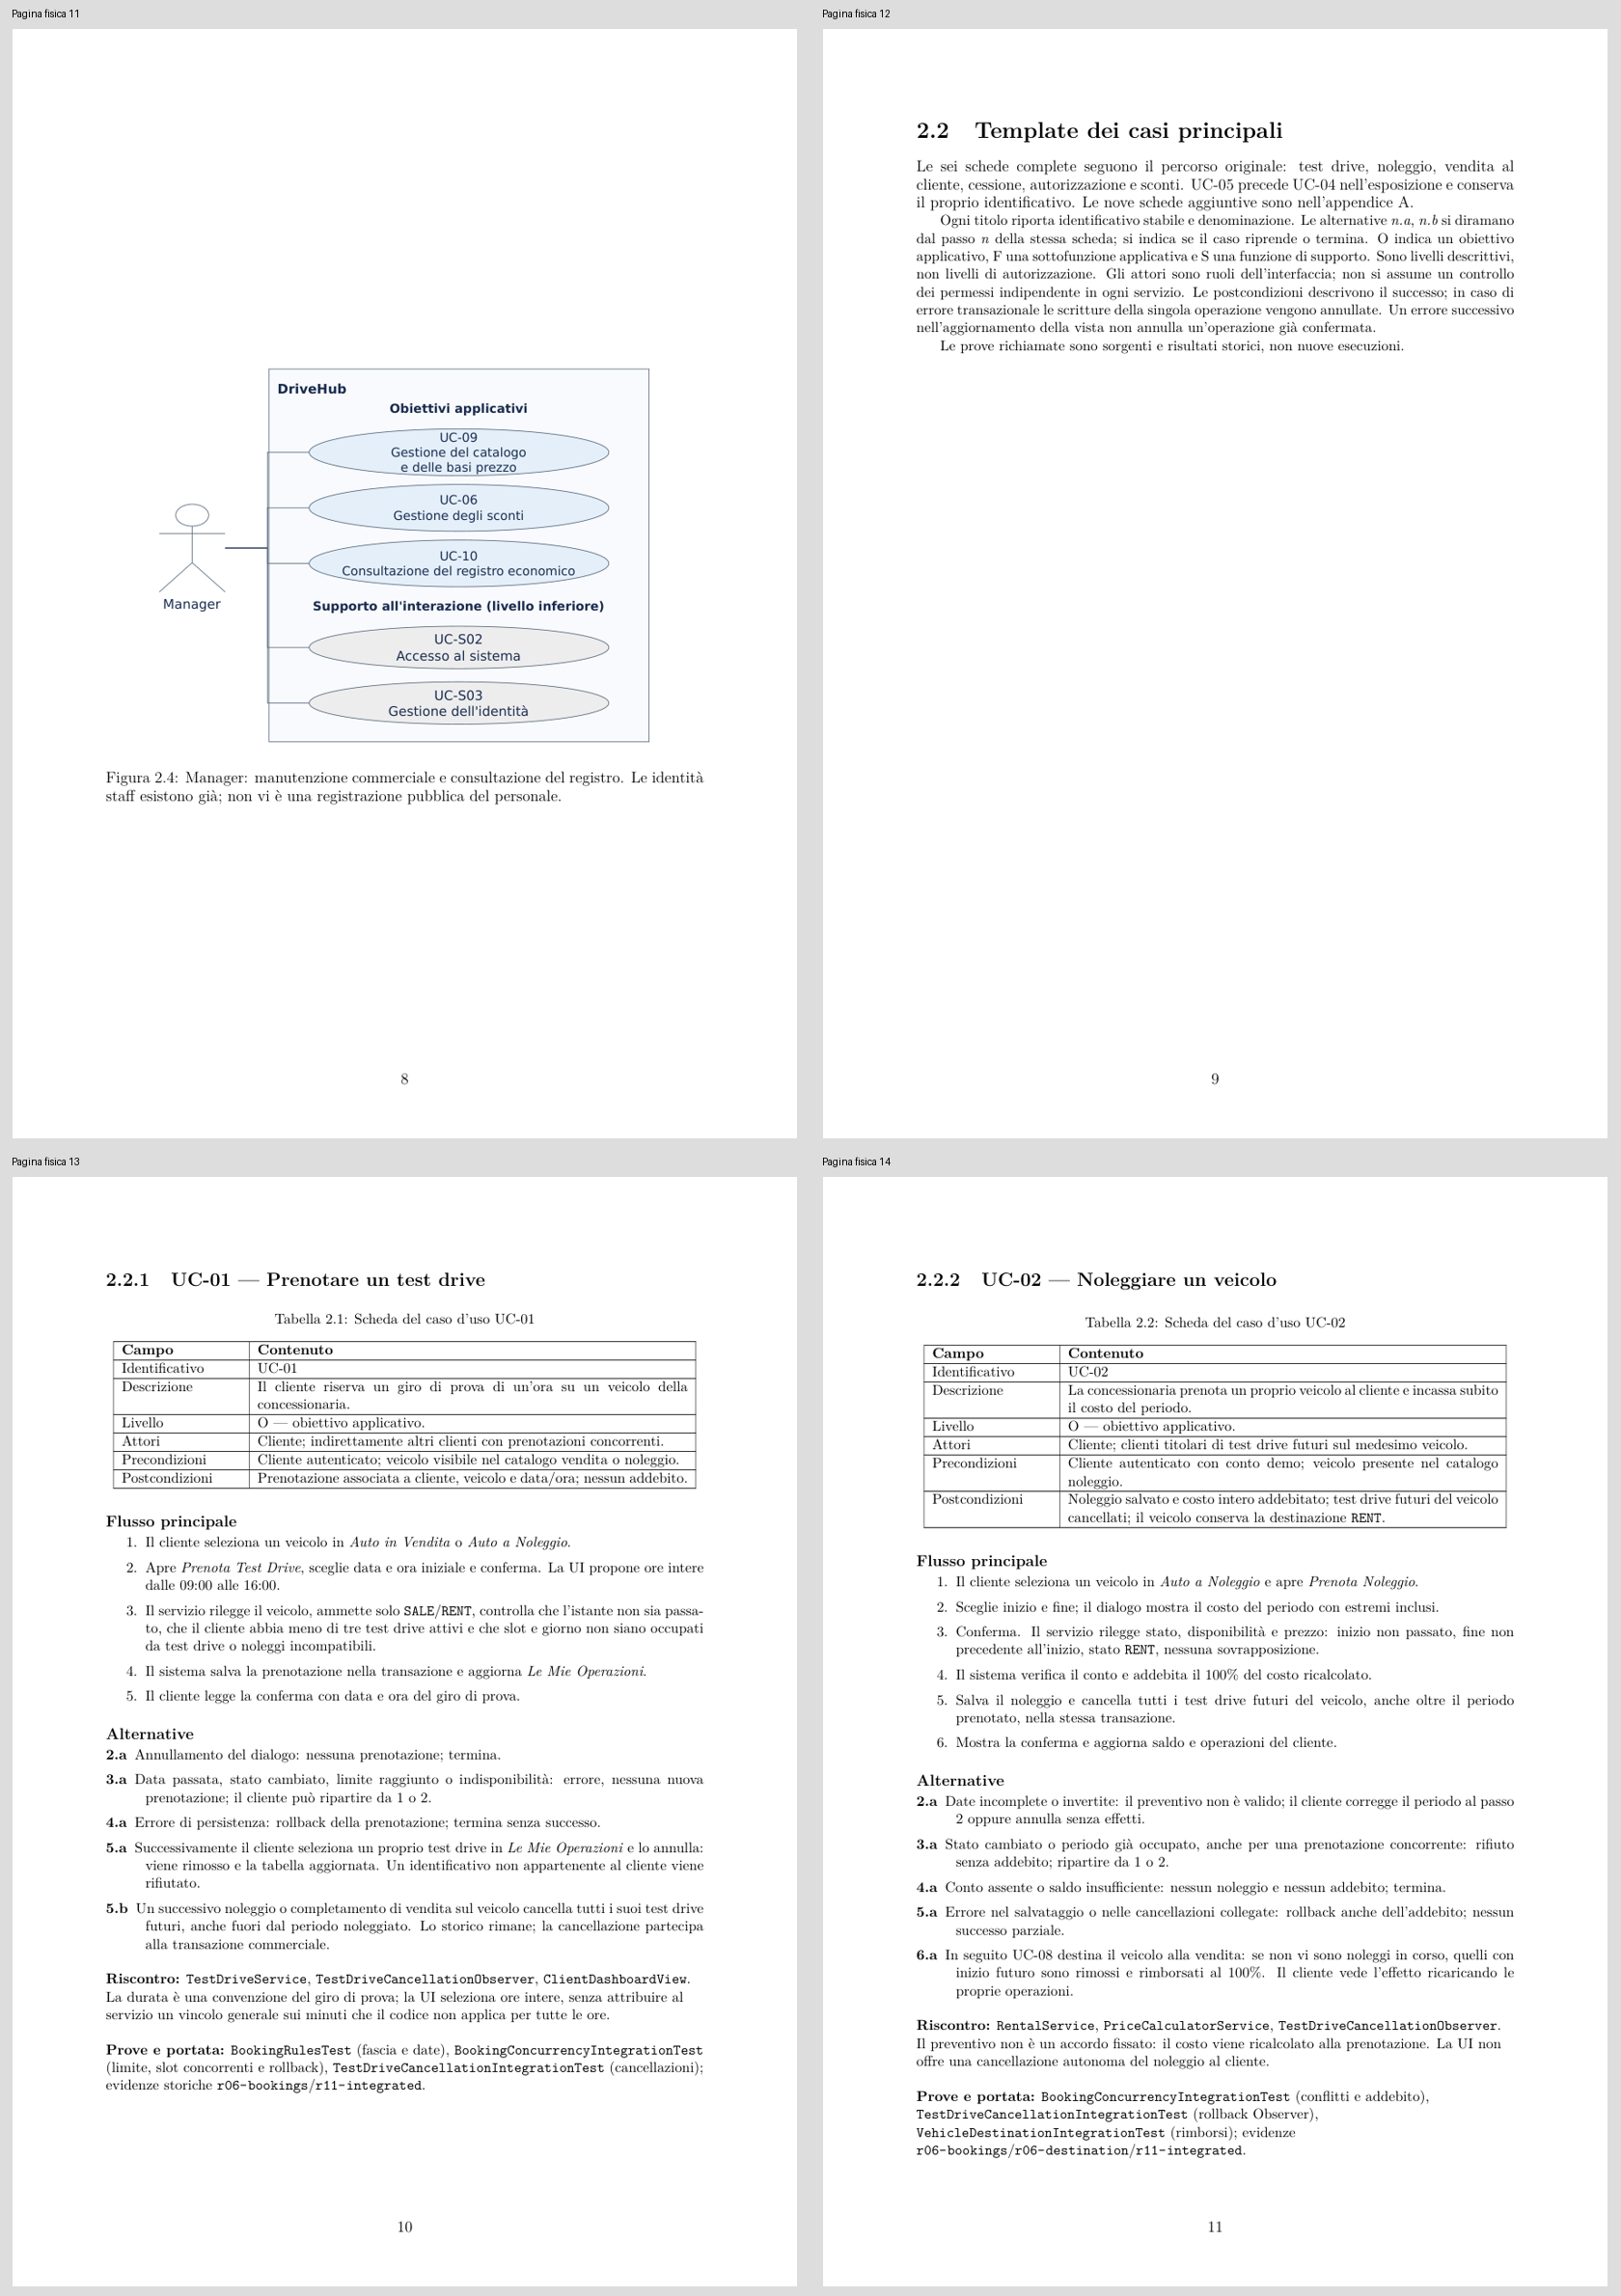 Pagina fisica 11
DriveHub
Obiettivi applicativi
UC-09
Gestione del catalogo
e delle basi prezzo
UC-06
Gestione degli sconti
UC-10
Consultazione del registro economico
Manager
Supporto all'interazione (livello inferiore)
UC-S02
Accesso al sistema
UC-S03
Gestione dell'identità
Figura 2.4: Manager: manutenzione commerciale e consultazione del registro. Le identità
staff esistono già; non vi è una registrazione pubblica del personale.
8
Pagina fisica 12
2.2 Template dei casi principali
Le sei schede complete seguono il percorso originale: test drive, noleggio, vendita al
cliente, cessione, autorizzazione e sconti. UC-05 precede UC-04 nell'esposizione e conserva
il proprio identificativo. Le nove schede aggiuntive sono nell'appendice A.
Ogni titolo riporta identificativo stabile e denominazione. Le alternative n.a, n.b si diramano
dal passo n della stessa scheda; si indica se il caso riprende o termina. O indica un obiettivo
applicativo, F una sottofunzione applicativa e S una funzione di supporto. Sono livelli descrittivi,
non livelli di autorizzazione. Gli attori sono ruoli dell'interfaccia; non si assume un controllo
dei permessi indipendente in ogni servizio. Le postcondizioni descrivono il successo; in caso di
errore transazionale le scritture della singola operazione vengono annullate. Un errore successivo
nell'aggiornamento della vista non annulla un'operazione già confermata.
Le prove richiamate sono sorgenti e risultati storici, non nuove esecuzioni.
9
Pagina fisica 13
2.2.1 UC-01 — Prenotare un test drive
Tabella 2.1: Scheda del caso d'uso UC-01
Campo Contenuto
Identificativo UC-01
Descrizione Il cliente riserva un giro di prova di un'ora su un veicolo della
concessionaria.
Livello O — obiettivo applicativo.
Attori Cliente; indirettamente altri clienti con prenotazioni concorrenti.
Precondizioni Cliente autenticato; veicolo visibile nel catalogo vendita o noleggio.
Postcondizioni Prenotazione associata a cliente, veicolo e data/ora; nessun addebito.
Flusso principale
1. Il cliente seleziona un veicolo in Auto in Vendita o Auto a Noleggio.
2. Apre Prenota Test Drive, sceglie data e ora iniziale e conferma. La UI propone ore intere
dalle 09:00 alle 16:00.
3. Il servizio rilegge il veicolo, ammette solo SALE/RENT, controlla che l'istante non sia passa-
to, che il cliente abbia meno di tre test drive attivi e che slot e giorno non siano occupati
da test drive o noleggi incompatibili.
4. Il sistema salva la prenotazione nella transazione e aggiorna Le Mie Operazioni.
5. Il cliente legge la conferma con data e ora del giro di prova.
Alternative
2.a Annullamento del dialogo: nessuna prenotazione; termina.
3.a Data passata, stato cambiato, limite raggiunto o indisponibilità: errore, nessuna nuova
prenotazione; il cliente può ripartire da 1 o 2.
4.a Errore di persistenza: rollback della prenotazione; termina senza successo.
5.a Successivamente il cliente seleziona un proprio test drive in Le Mie Operazioni e lo annulla:
viene rimosso e la tabella aggiornata. Un identificativo non appartenente al cliente viene
rifiutato.
5.b Un successivo noleggio o completamento di vendita sul veicolo cancella tutti i suoi test drive
futuri, anche fuori dal periodo noleggiato. Lo storico rimane; la cancellazione partecipa
alla transazione commerciale.
Riscontro: TestDriveService, TestDriveCancellationObserver, ClientDashboardView.
La durata è una convenzione del giro di prova; la UI seleziona ore intere, senza attribuire al
servizio un vincolo generale sui minuti che il codice non applica per tutte le ore.
Prove e portata: BookingRulesTest (fascia e date), BookingConcurrencyIntegrationTest
(limite, slot concorrenti e rollback), TestDriveCancellationIntegrationTest (cancellazioni);
evidenze storiche r06-bookings/r11-integrated.
10
Pagina fisica 14
2.2.2 UC-02 — Noleggiare un veicolo
Tabella 2.2: Scheda del caso d'uso UC-02
Campo Contenuto
Identificativo UC-02
Descrizione La concessionaria prenota un proprio veicolo al cliente e incassa subito
il costo del periodo.
Livello O — obiettivo applicativo.
Attori Cliente; clienti titolari di test drive futuri sul medesimo veicolo.
Precondizioni Cliente autenticato con conto demo; veicolo presente nel catalogo
noleggio.
Postcondizioni Noleggio salvato e costo intero addebitato; test drive futuri del veicolo
cancellati; il veicolo conserva la destinazione RENT.
Flusso principale
1. Il cliente seleziona un veicolo in Auto a Noleggio e apre Prenota Noleggio.
2. Sceglie inizio e fine; il dialogo mostra il costo del periodo con estremi inclusi.
3. Conferma. Il servizio rilegge stato, disponibilità e prezzo: inizio non passato, fine non
precedente all'inizio, stato RENT, nessuna sovrapposizione.
4. Il sistema verifica il conto e addebita il 100% del costo ricalcolato.
5. Salva il noleggio e cancella tutti i test drive futuri del veicolo, anche oltre il periodo
prenotato, nella stessa transazione.
6. Mostra la conferma e aggiorna saldo e operazioni del cliente.
Alternative
2.a Date incomplete o invertite: il preventivo non è valido; il cliente corregge il periodo al passo
2 oppure annulla senza effetti.
3.a Stato cambiato o periodo già occupato, anche per una prenotazione concorrente: rifiuto
senza addebito; ripartire da 1 o 2.
4.a Conto assente o saldo insufficiente: nessun noleggio e nessun addebito; termina.
5.a Errore nel salvataggio o nelle cancellazioni collegate: rollback anche dell'addebito; nessun
successo parziale.
6.a In seguito UC-08 destina il veicolo alla vendita: se non vi sono noleggi in corso, quelli con
inizio futuro sono rimossi e rimborsati al 100%. Il cliente vede l'effetto ricaricando le
proprie operazioni.
Riscontro: RentalService, PriceCalculatorService, TestDriveCancellationObserver.
Il preventivo non è un accordo fissato: il costo viene ricalcolato alla prenotazione. La UI non
offre una cancellazione autonoma del noleggio al cliente.
Prove e portata: BookingConcurrencyIntegrationTest (conflitti e addebito),
TestDriveCancellationIntegrationTest (rollback Observer),
VehicleDestinationIntegrationTest (rimborsi); evidenze
r06-bookings/r06-destination/r11-integrated.
11